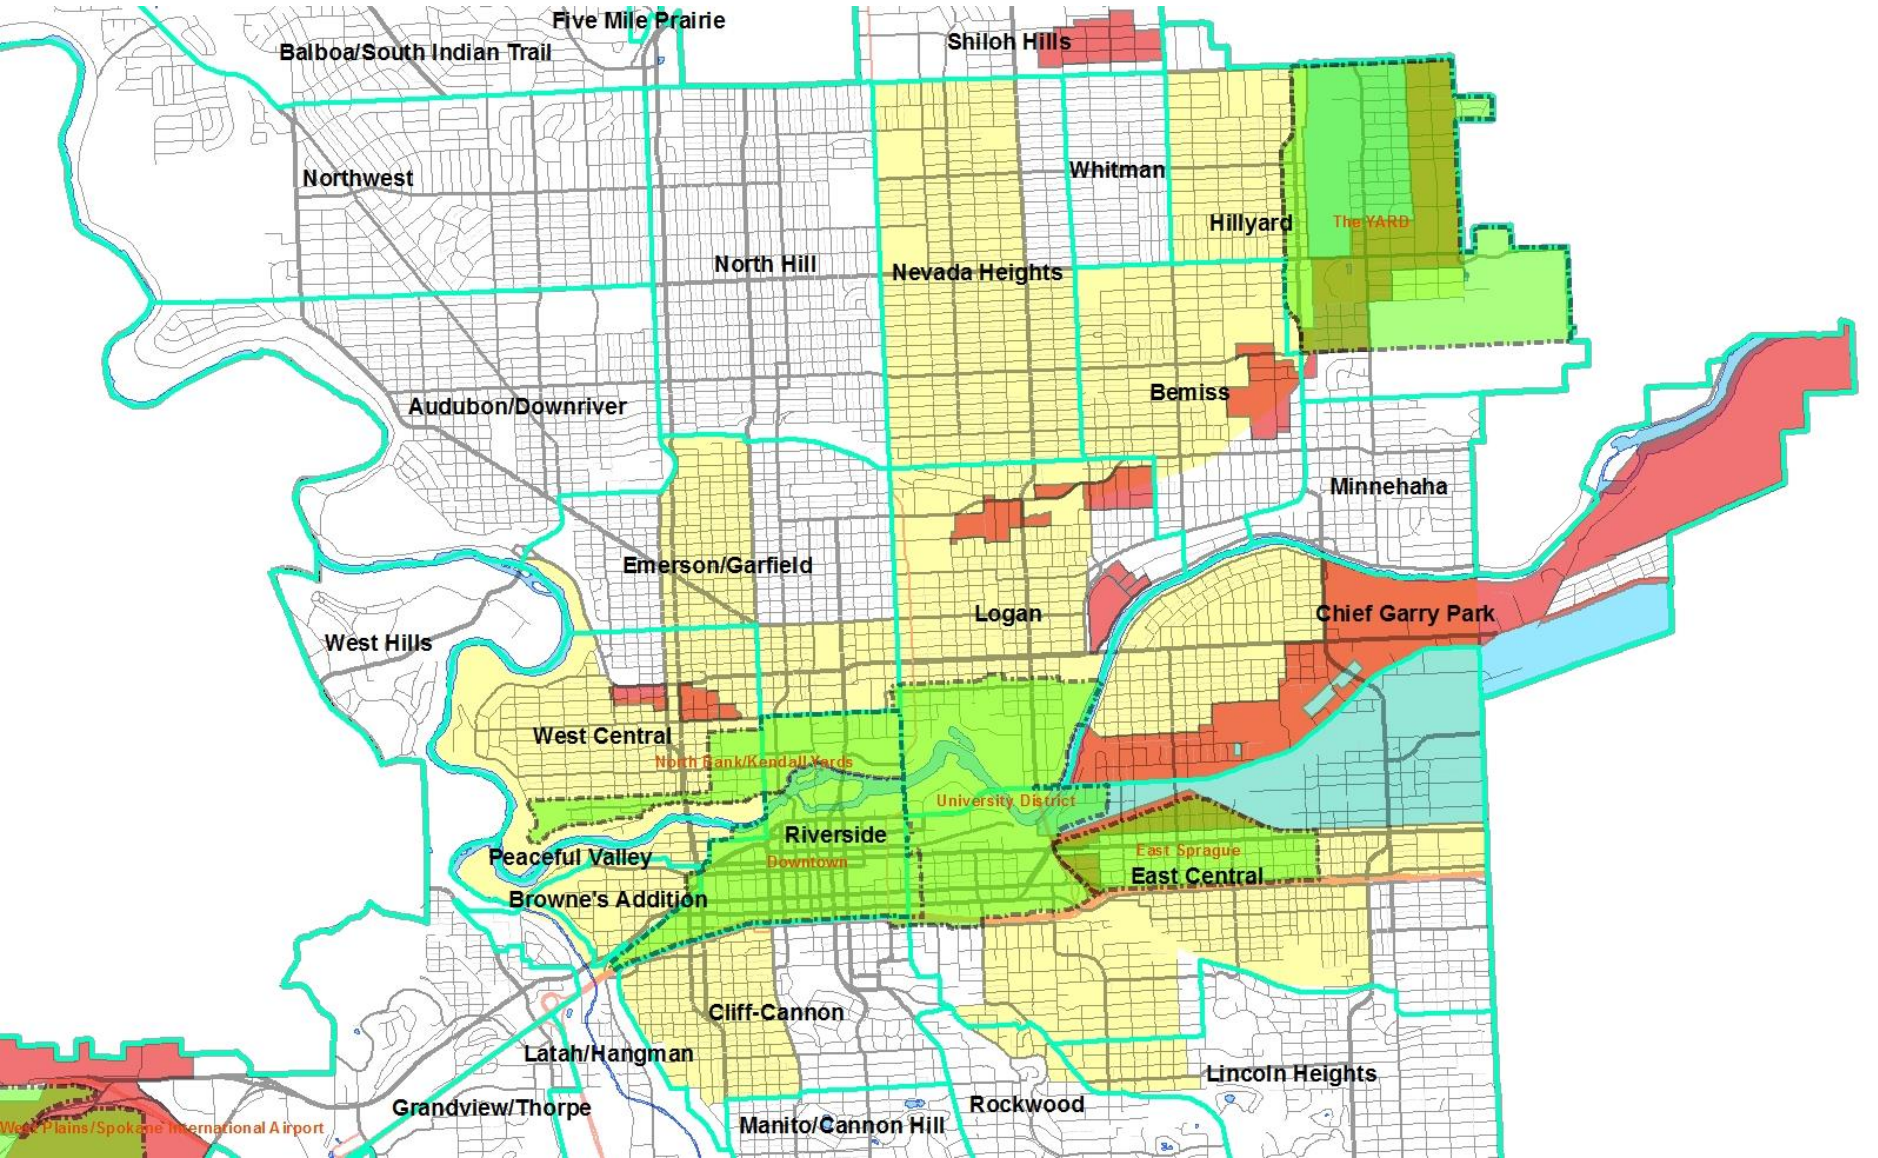 Five Mile Prairie
Balboa/South Indian Trail
Shiloh Hills
Northwest
Whitman
Hillyard
The YARD
North Hill
Nevada Heights
Audubon/Downriver
Bemiss
Minnehaha
Emerson/Garfield
Logan
Chief Garry Park
West Hills
West Central
North Bank/Kendall Yards
University District
Riverside
Peaceful Valley
Downtown
East Sprague
East Central
Browne's Addition
Cliff-Cannon
Latah/Hangman
Lincoln Heights
Grandview/Thorpe
Rockwood
West Plains/Spokane International Airport
Manito/Cannon Hill